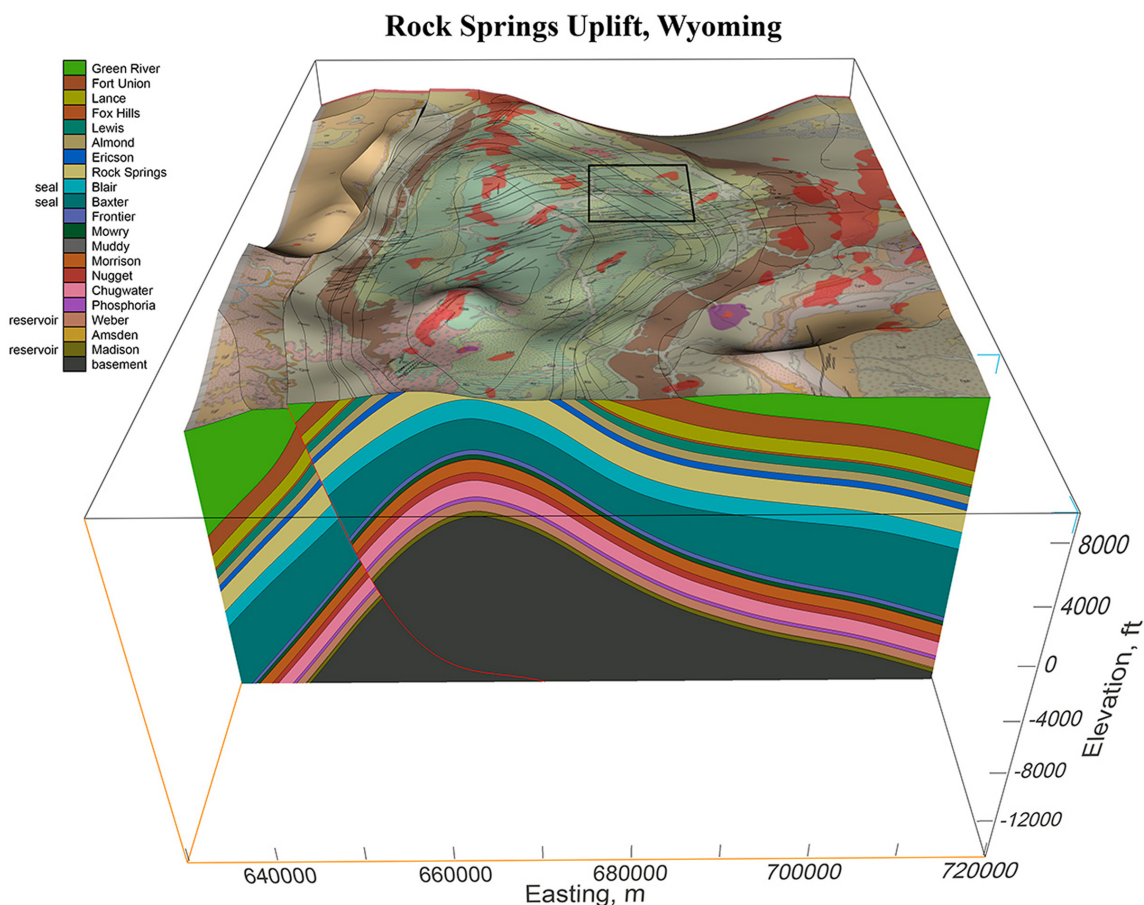 Rock Springs Uplift, Wyoming
Green River
Fort Union
Lance
Fox Hills
Lewis
Almond
Ericson
Rock Springs
seal Blair
seal Baxter
Frontier
Mowry
Muddy
Morrison
Nugget
Chugwater
Phosphoria
reservoir Weber
Amsden
reservoir Madison
basement
8000
4000
0
-4000
-8000
-12000
Elevation, ft
640000 660000 680000 700000 720000
Easting, m